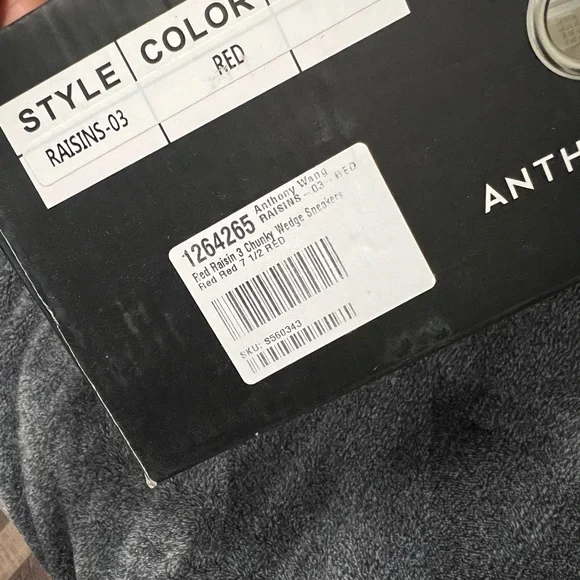 STYLE COLOR
RAISINS-03 RED
1264265 Anthony Wang
RAISINS-03-RED
Red Raisin 3 Chunky Wedge Sneakers
Red Red 7 1/2 RED
SKU: 8560343
ANTH